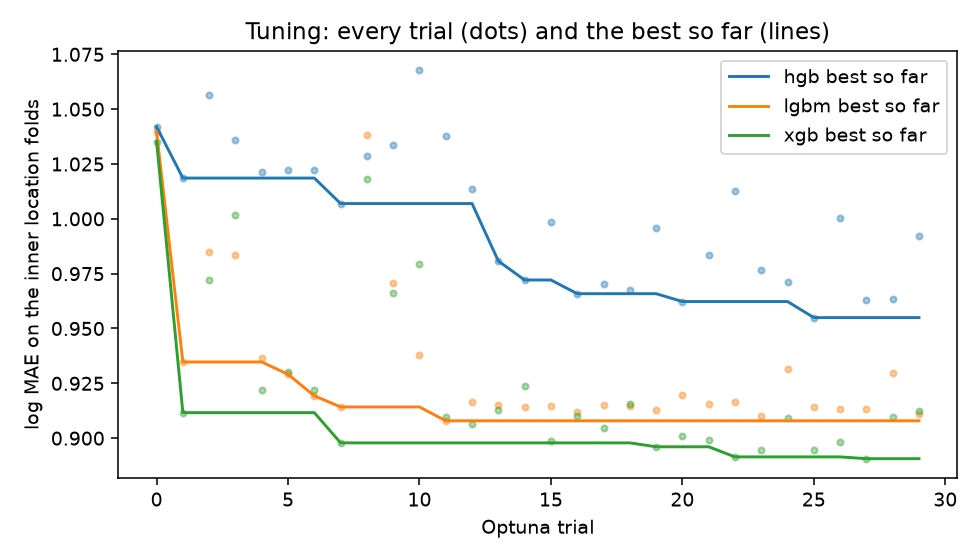 Tuning: every trial (dots) and the best so far (lines)
log MAE on the inner location folds
1.075
1.050
1.025
1.000
0.975
0.950
0.925
0.900
hgb best so far
lgbm best so far
xgb best so far
0 5 10 15 20 25 30
Optuna trial